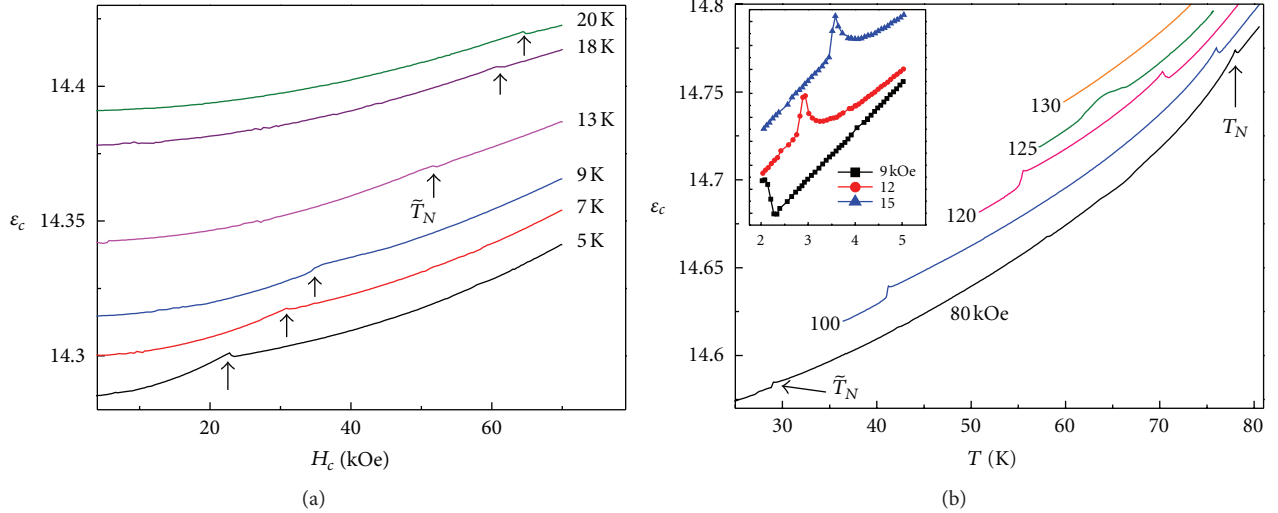 20 K
18 K
14.4
13 K
T̃_N
9 K
14.35
7 K
5 K
14.3
ε_c
20 40 60
H_c (kOe)
(a)
14.8
14.75
14.7
14.65
14.6
ε_c
9 kOe
12
15
2 3 4 5
130
125
120
100
80 kOe
T_N
T̃_N
30 40 50 60 70 80
T (K)
(b)